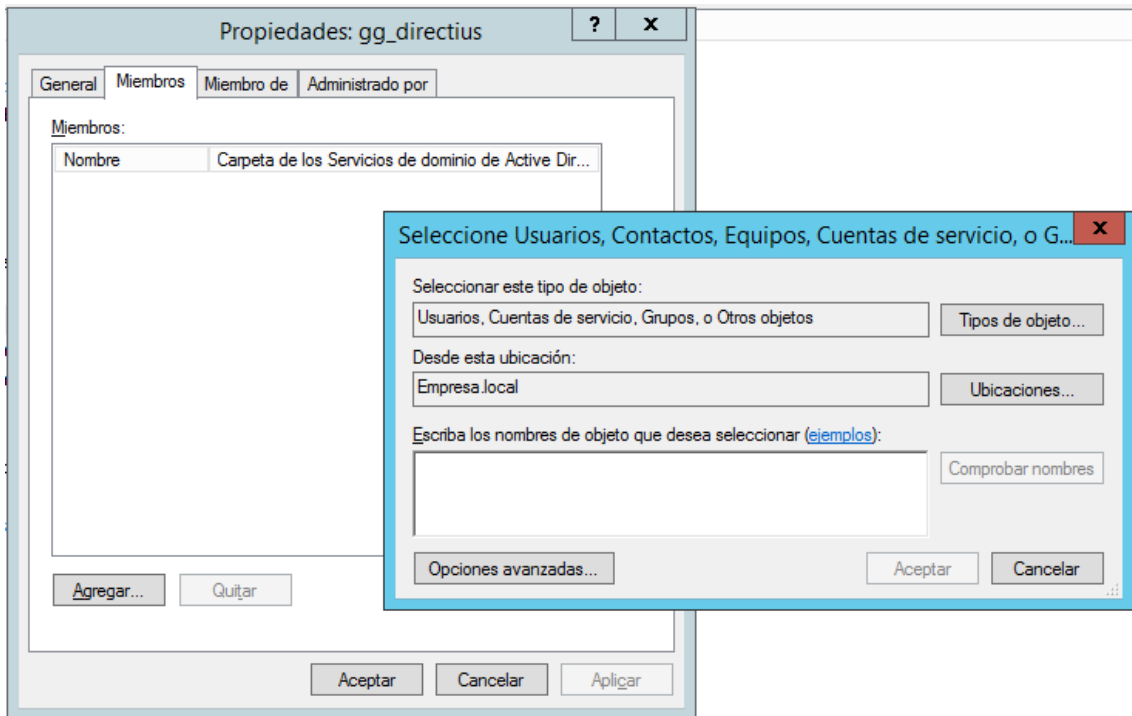 Propiedades: gg_directius
? x
General Miembros Miembro de Administrado por
Miembros:
Nombre Carpeta de los Servicios de dominio de Active Dir...
Seleccione Usuarios, Contactos, Equipos, Cuentas de servicio, o G... x
Seleccionar este tipo de objeto:
Usuarios, Cuentas de servicio, Grupos, o Otros objetos Tipos de objeto...
Desde esta ubicación:
Empresa.local Ubicaciones...
Escriba los nombres de objeto que desea seleccionar (ejemplos):
Comprobar nombres
Opciones avanzadas... Aceptar Cancelar
Agregar... Quitar
Aceptar Cancelar Aplicar